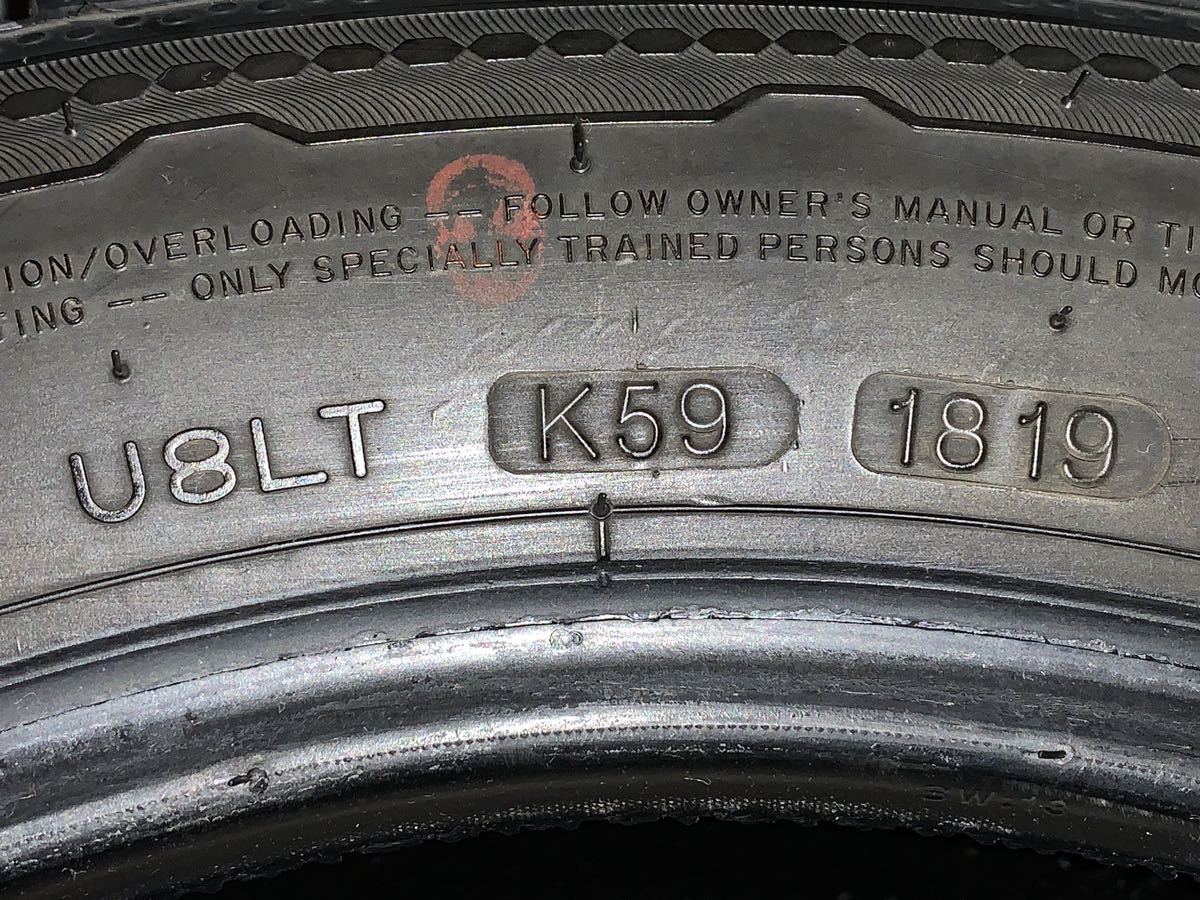 ION/OVERLOADING -- FOLLOW OWNER'S MANUAL OR TI
TING -- ONLY SPECIALLY TRAINED PERSONS SHOULD MO
U8LT K59 1819